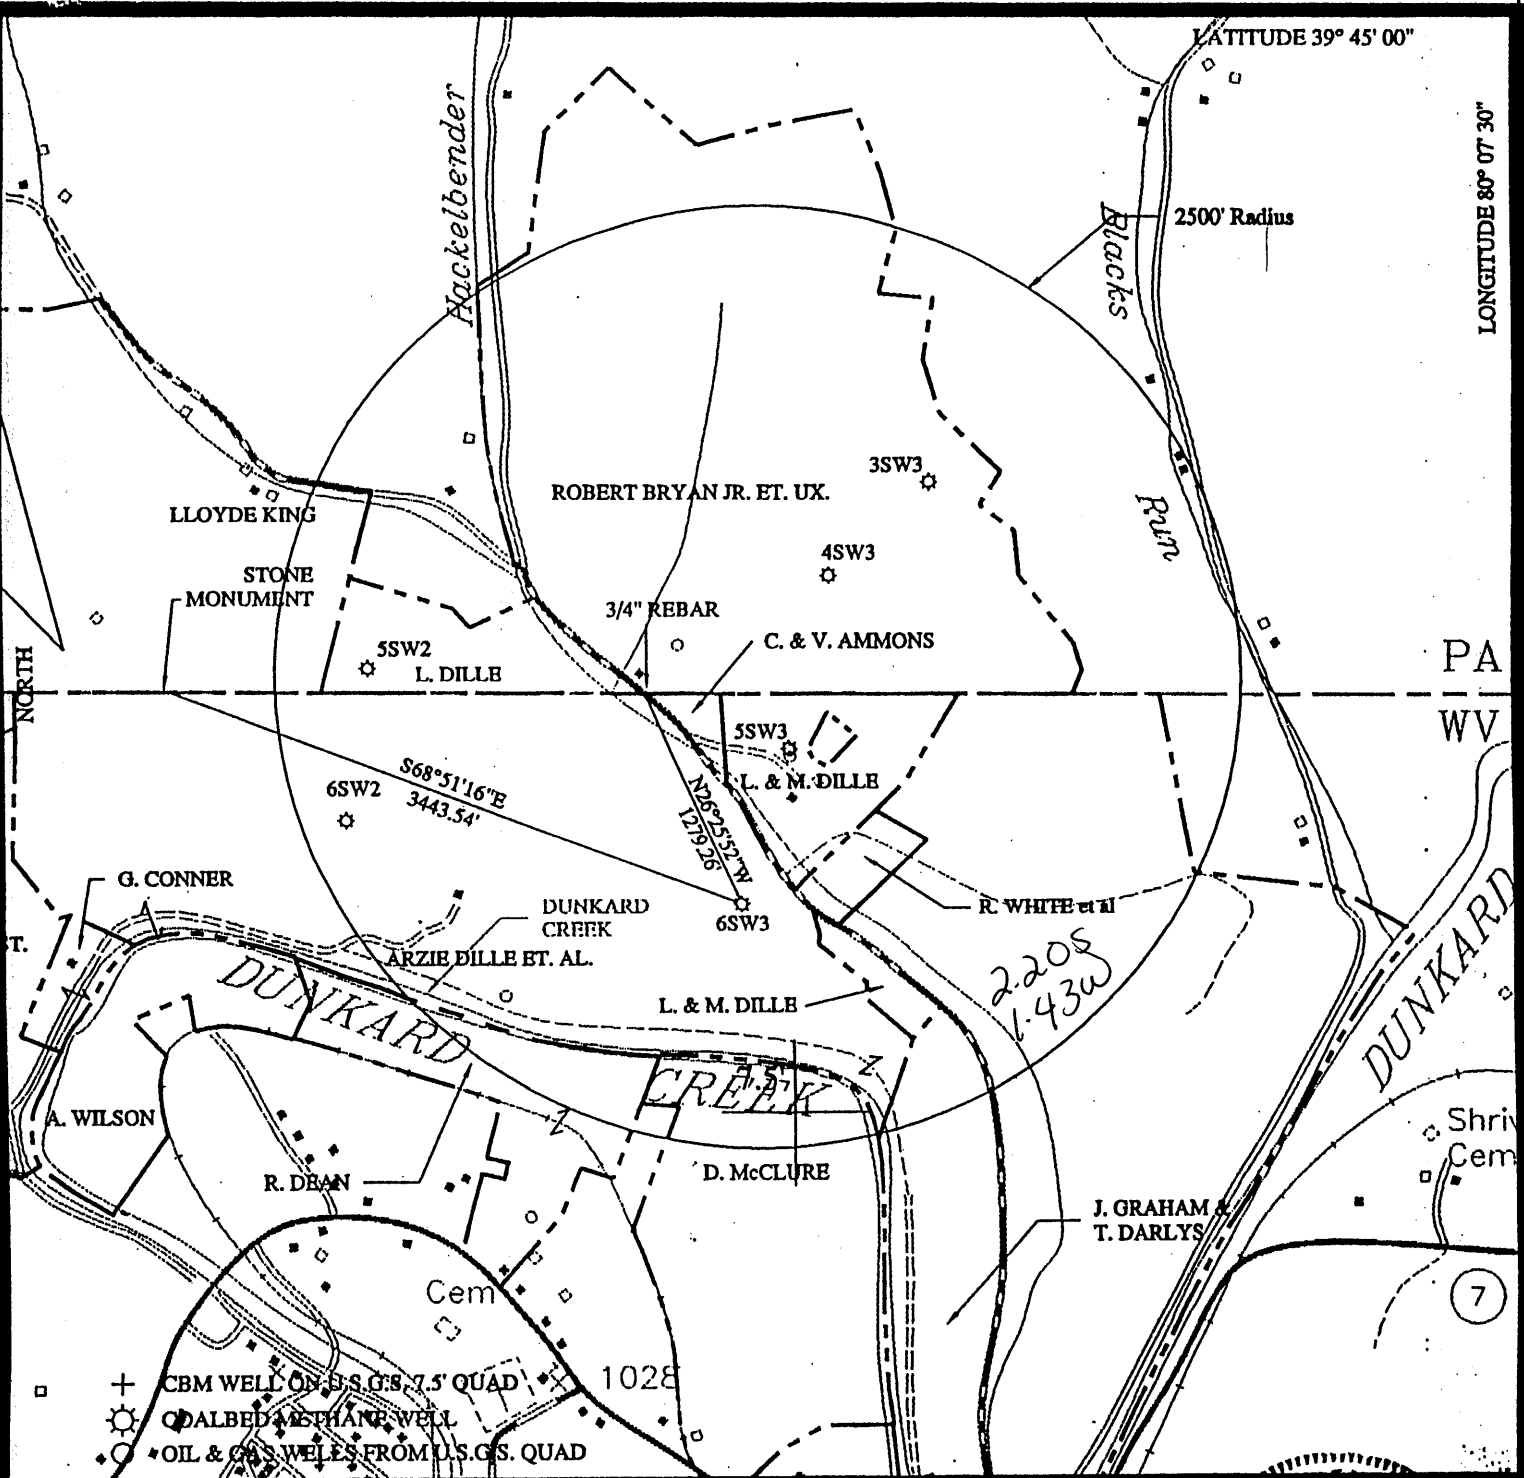 LATITUDE 39° 45' 00"
LONGITUDE 80° 07' 30"
Hackelbender
Blacks
Run
2500' Radius
3SW3
ROBERT BRYAN JR. ET. UX.
LLOYDE KING
4SW3
STONE
MONUMENT
3/4" REBAR
C. & V. AMMONS
5SW2
L. DILLE
NORTH
PA
WV
5SW3
L. & M. DILLE
S68°51'16"E
3443.54'
6SW2
N26°25'52"W
1279.26'
G. CONNER
DUNKARD
CREEK
6SW3
R. WHITE et al
ST.
ARZIE DILLE ET. AL.
DUNKARD
CREEK
L. & M. DILLE
2.20S
1.43W
DUNKARD
A. WILSON
R. DEAN
D. McCLURE
J. GRAHAM &
T. DARLYS
Shriv
Cem
7
Cem
1028
CBM WELL ON U.S.G.S. 7.5' QUAD
COALBED METHANE WELL
OIL & GAS WELLS FROM U.S.G.S. QUAD